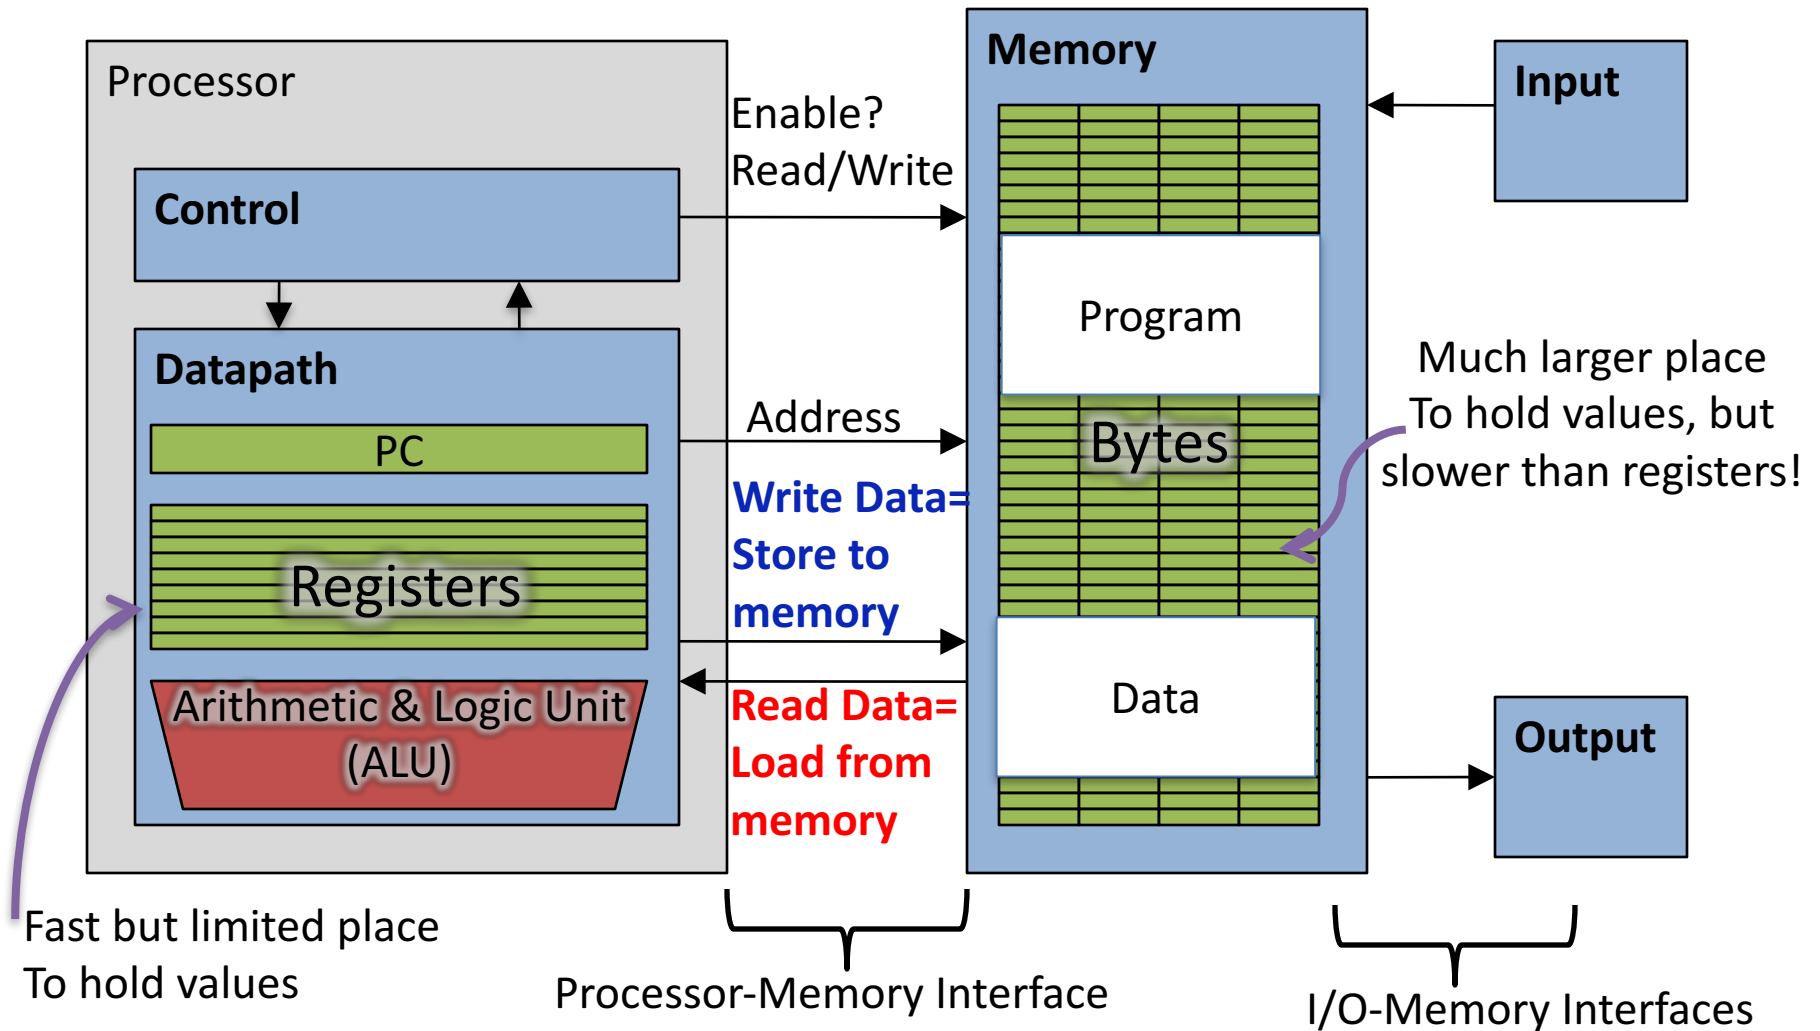 Processor
Control
Datapath
PC
Registers
Arithmetic & Logic Unit
(ALU)
Fast but limited place
To hold values
Enable?
Read/Write
Address
Write Data=
Store to
memory
Read Data=
Load from
memory
Processor-Memory Interface
Memory
Program
Bytes
Data
Input
Much larger place
To hold values, but
slower than registers!
Output
I/O-Memory Interfaces